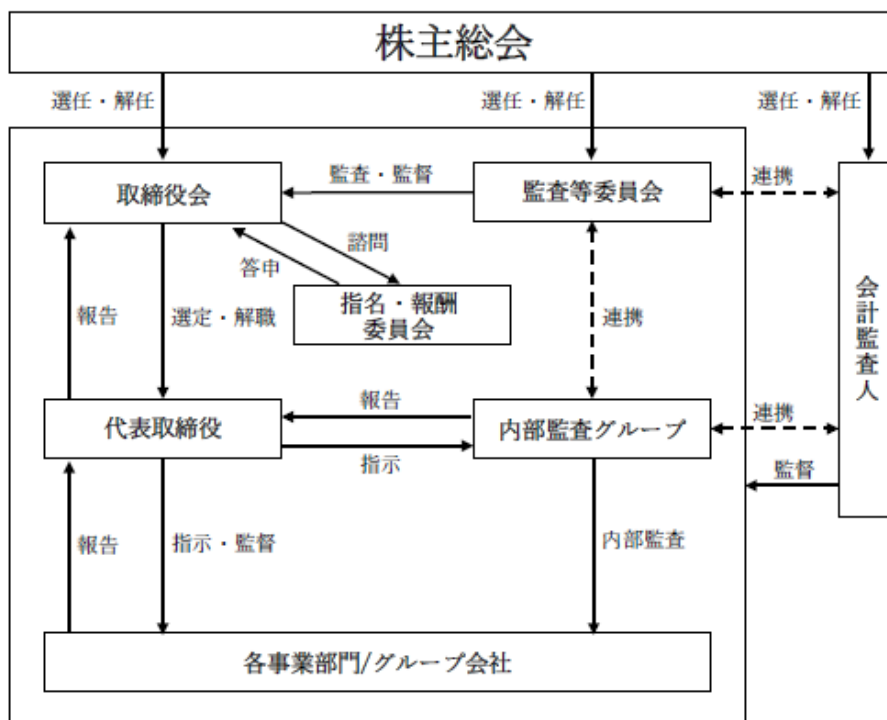 株主総会
選任・解任
選任・解任
選任・解任
取締役会
監査・監督
監査等委員会
連携
諮問
答申
指名・報酬
委員会
報告
選定・解職
連携
会計監査人
代表取締役
報告
指示
内部監査グループ
連携
監督
報告
指示・監督
内部監査
各事業部門/グループ会社